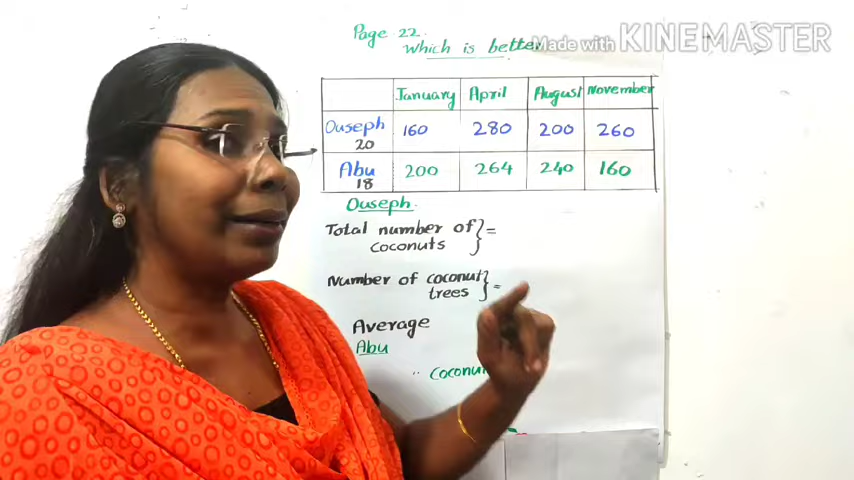 Page 22
Which is better
Made with KINEMASTER
January April August November
Ouseph 160 280 200 260
20
Abu 200 264 240 160
18
Ouseph.
Total number of } =
coconuts
Number of coconut } =
trees
Average
Abu